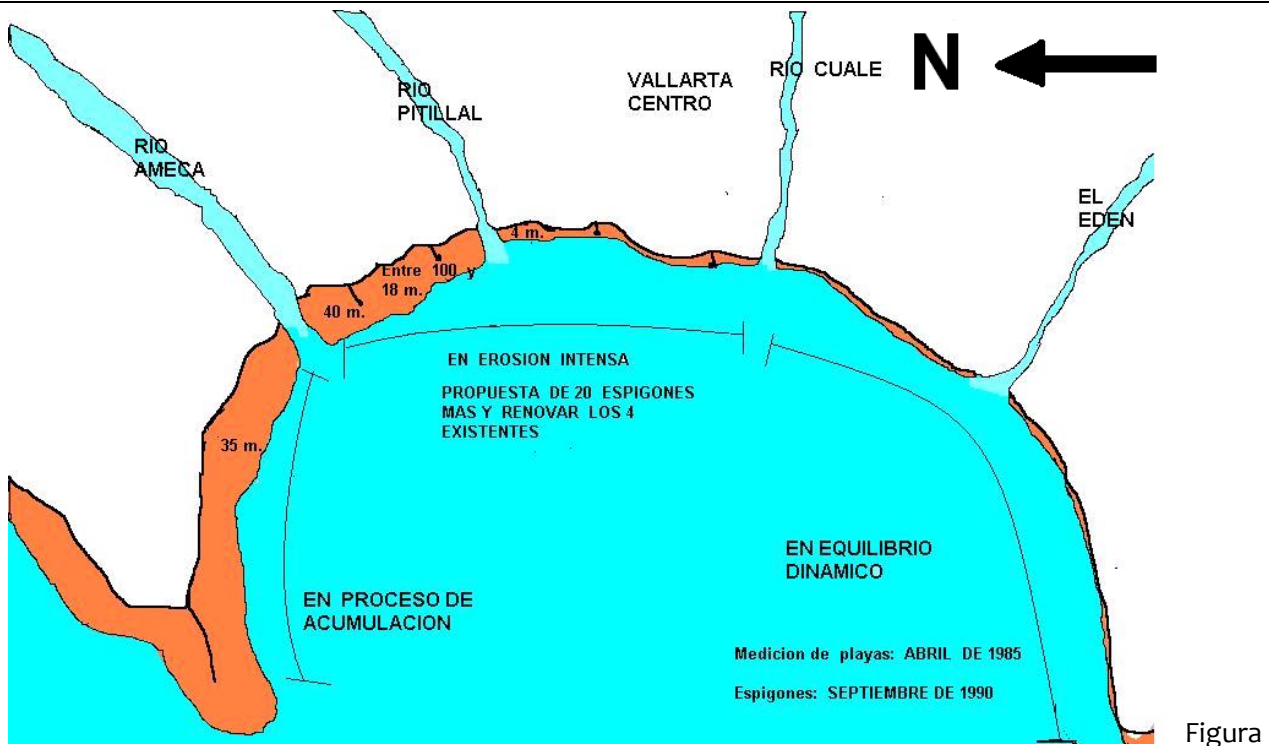 RIO
AMECA
RIO
PITILLAL
VALLARTA
CENTRO
RIO CUALE
N
EL
EDEN
4 m.
Entre 100 y
18 m.
40 m.
35 m.
EN EROSION INTENSA
PROPUESTA DE 20 ESPIGONES
MAS Y RENOVAR LOS 4
EXISTENTES
EN EQUILIBRIO
DINAMICO
EN PROCESO DE
ACUMULACION
Medicion de playas: ABRIL DE 1985
Espigones: SEPTIEMBRE DE 1990
Figura